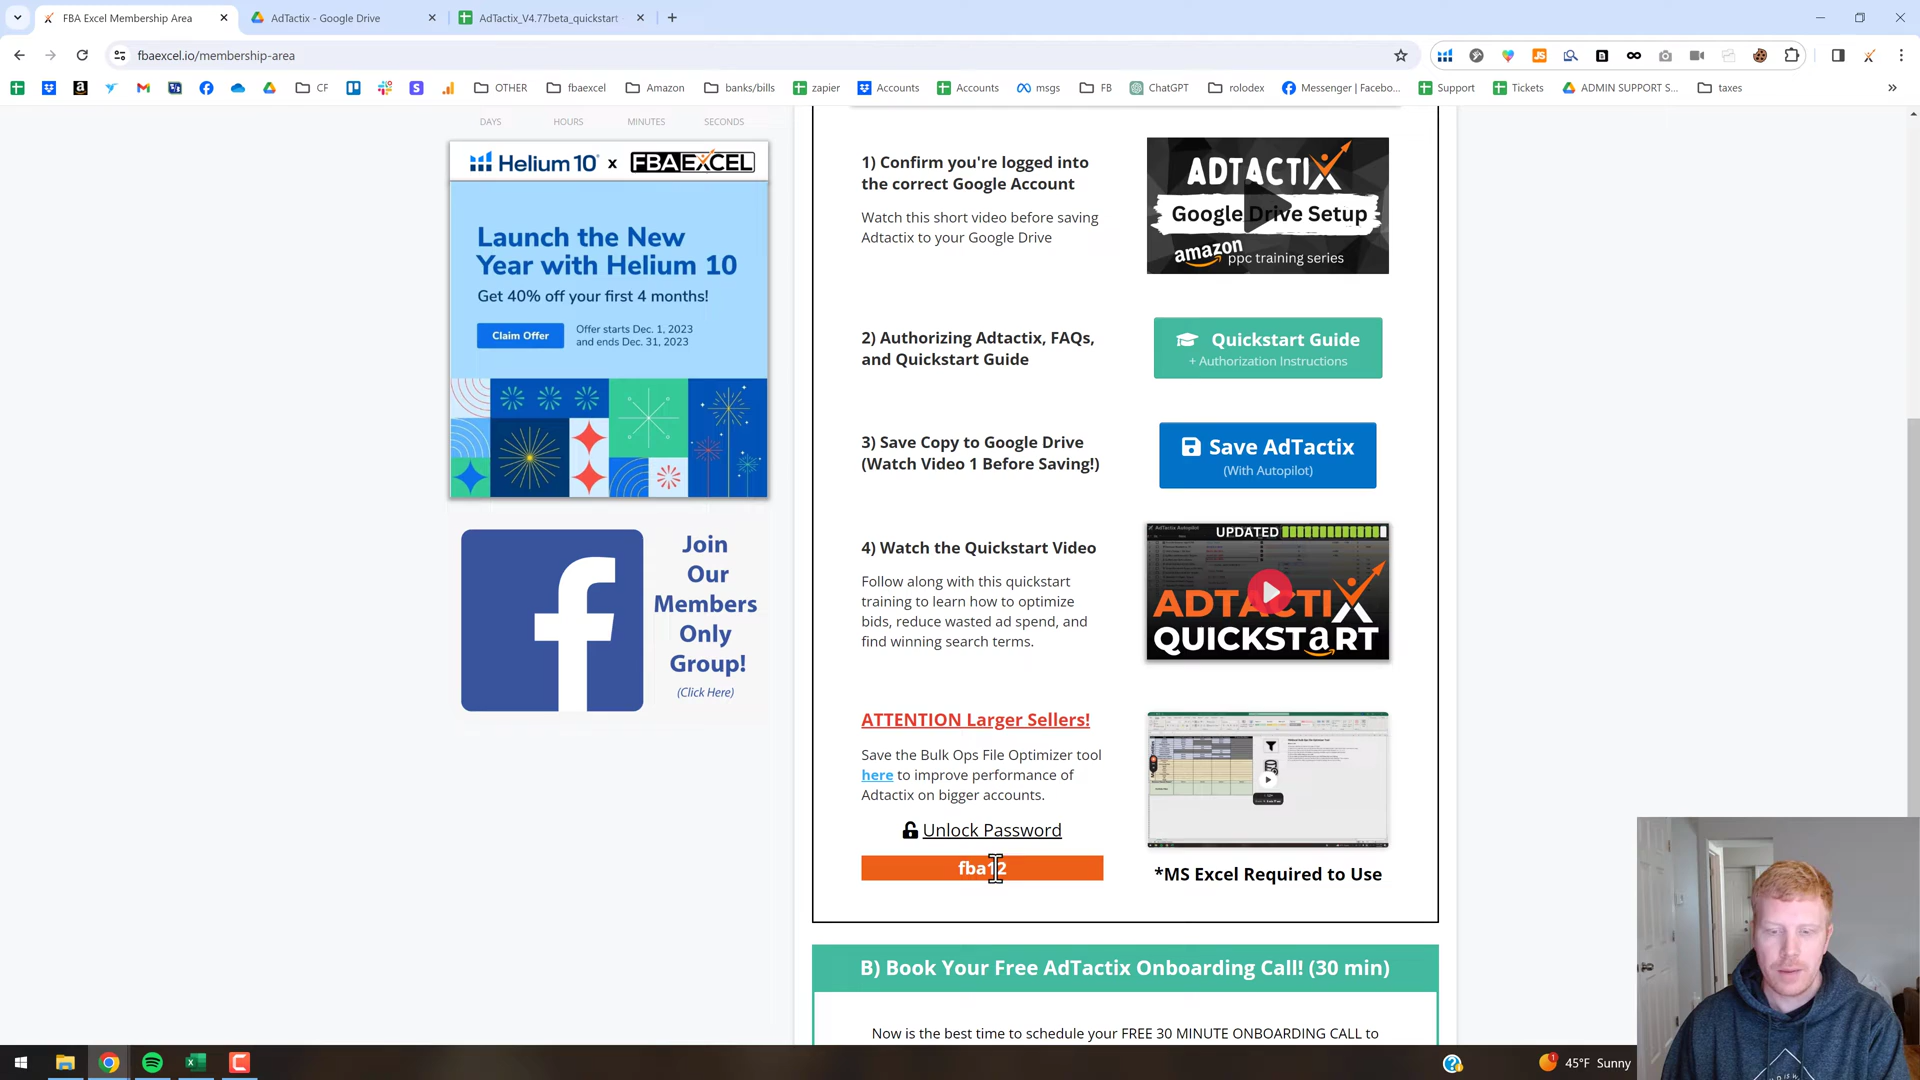 FBA Excel Membership Area
AdTactix - Google Drive
AdTactix_V4.77beta_quickstart
fbaexcel.io/membership-area
CF
OTHER
fbaexcel
Amazon
banks/bills
zapier
Accounts
Accounts
msgs
FB
ChatGPT
rolodex
Messenger | Facebo...
Support
Tickets
ADMIN SUPPORT S...
taxes
DAYS HOURS MINUTES SECONDS
Helium 10 x FBAEXCEL
Launch the New
Year with Helium 10
Get 40% off your first 4 months!
Claim Offer
Offer starts Dec. 1, 2023
and ends Dec. 31, 2023
Join
Our
Members
Only
Group!
(Click Here)
1) Confirm you're logged into
the correct Google Account
Watch this short video before saving
Adtactix to your Google Drive
ADTACTIX
Google Drive Setup
amazon
ppc training series
2) Authorizing Adtactix, FAQs,
and Quickstart Guide
Quickstart Guide
+ Authorization Instructions
3) Save Copy to Google Drive
(Watch Video 1 Before Saving!)
Save AdTactix
(With Autopilot)
4) Watch the Quickstart Video
Follow along with this quickstart
training to learn how to optimize
bids, reduce wasted ad spend, and
find winning search terms.
AdTactix Autopilot
UPDATED
ADTACTIX
QUICKSTaRT
ATTENTION Larger Sellers!
Save the Bulk Ops File Optimizer tool
here to improve performance of
Adtactix on bigger accounts.
Unlock Password
fba12
*MS Excel Required to Use
B) Book Your Free AdTactix Onboarding Call! (30 min)
Now is the best time to schedule your FREE 30 MINUTE ONBOARDING CALL to
45°F Sunny